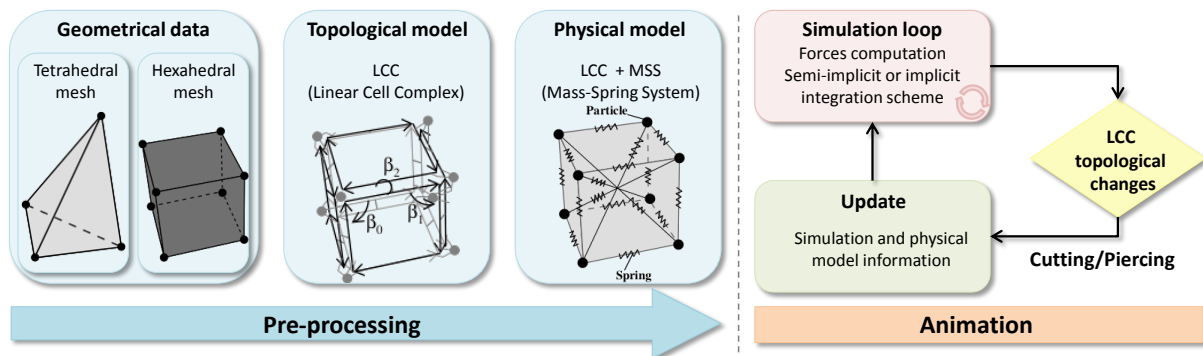 Geometrical data
Tetrahedral
mesh
Hexahedral
mesh
Topological model
LCC
(Linear Cell Complex)
β2
β1
β0
Physical model
LCC + MSS
(Mass-Spring System)
Particle
Spring
Pre-processing
Simulation loop
Forces computation
Semi-implicit or implicit
integration scheme
LCC
topological
changes
Update
Simulation and physical
model information
Cutting/Piercing
Animation